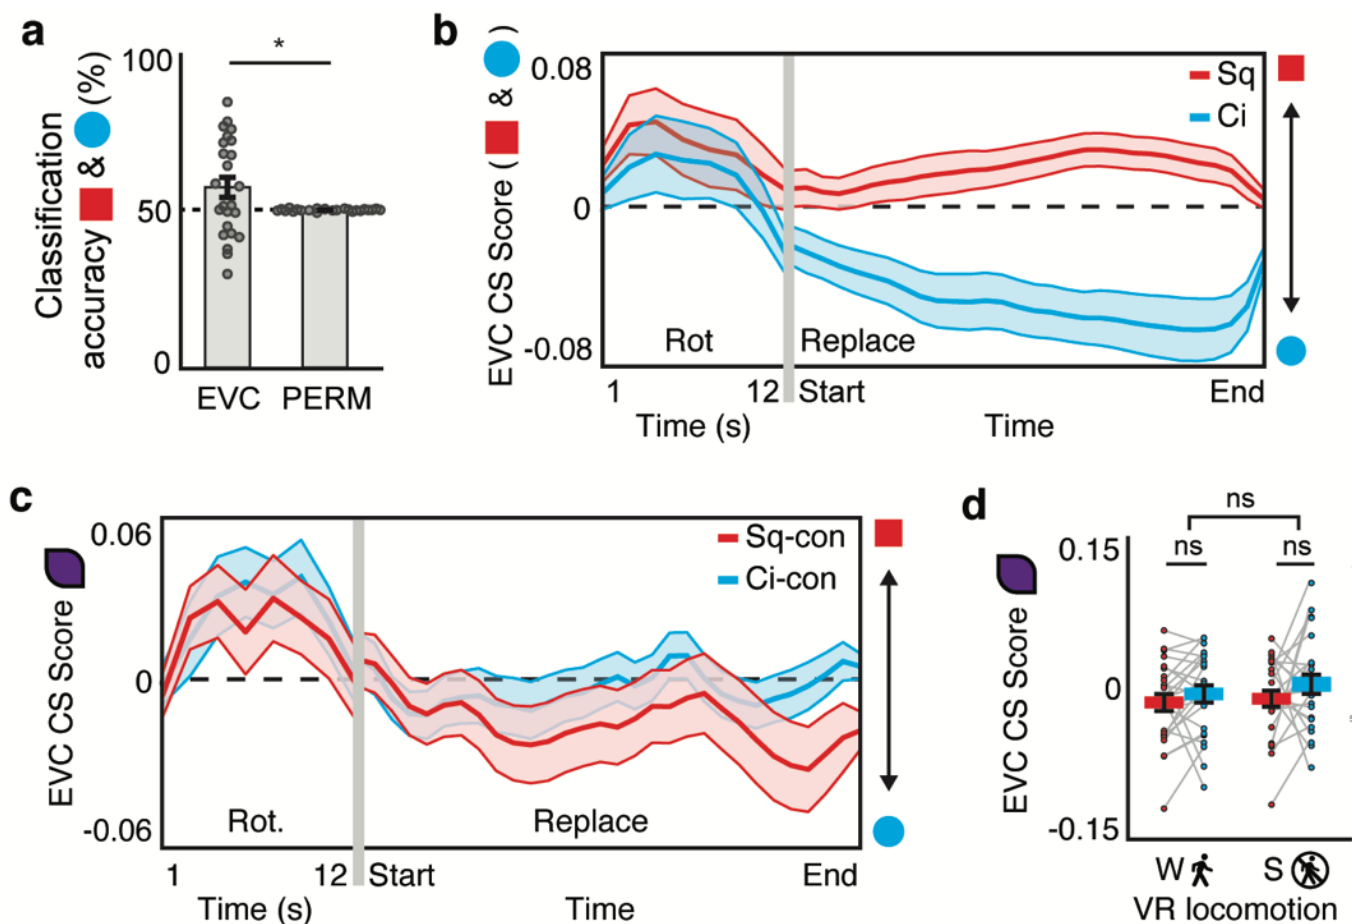 a
Classification
accuracy & (%)
100
50
0
*
EVC
PERM
b
EVC CS Score ( & )
0.08
0
-0.08
Sq
Ci
Rot
Replace
1
12
Start
End
Time (s)
Time
c
EVC CS Score
0.06
0
-0.06
Sq-con
Ci-con
Rot.
Replace
1
12
Start
End
Time (s)
Time
d
EVC CS Score
0.15
0
-0.15
ns
ns
ns
W
S
VR locomotion